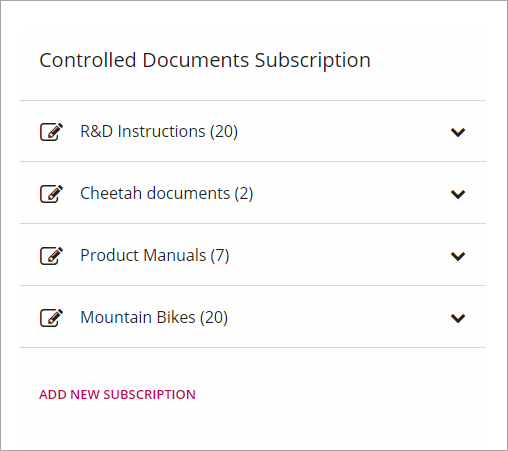 Controlled Documents Subscription
R&D Instructions (20)
Cheetah documents (2)
Product Manuals (7)
Mountain Bikes (20)
ADD NEW SUBSCRIPTION